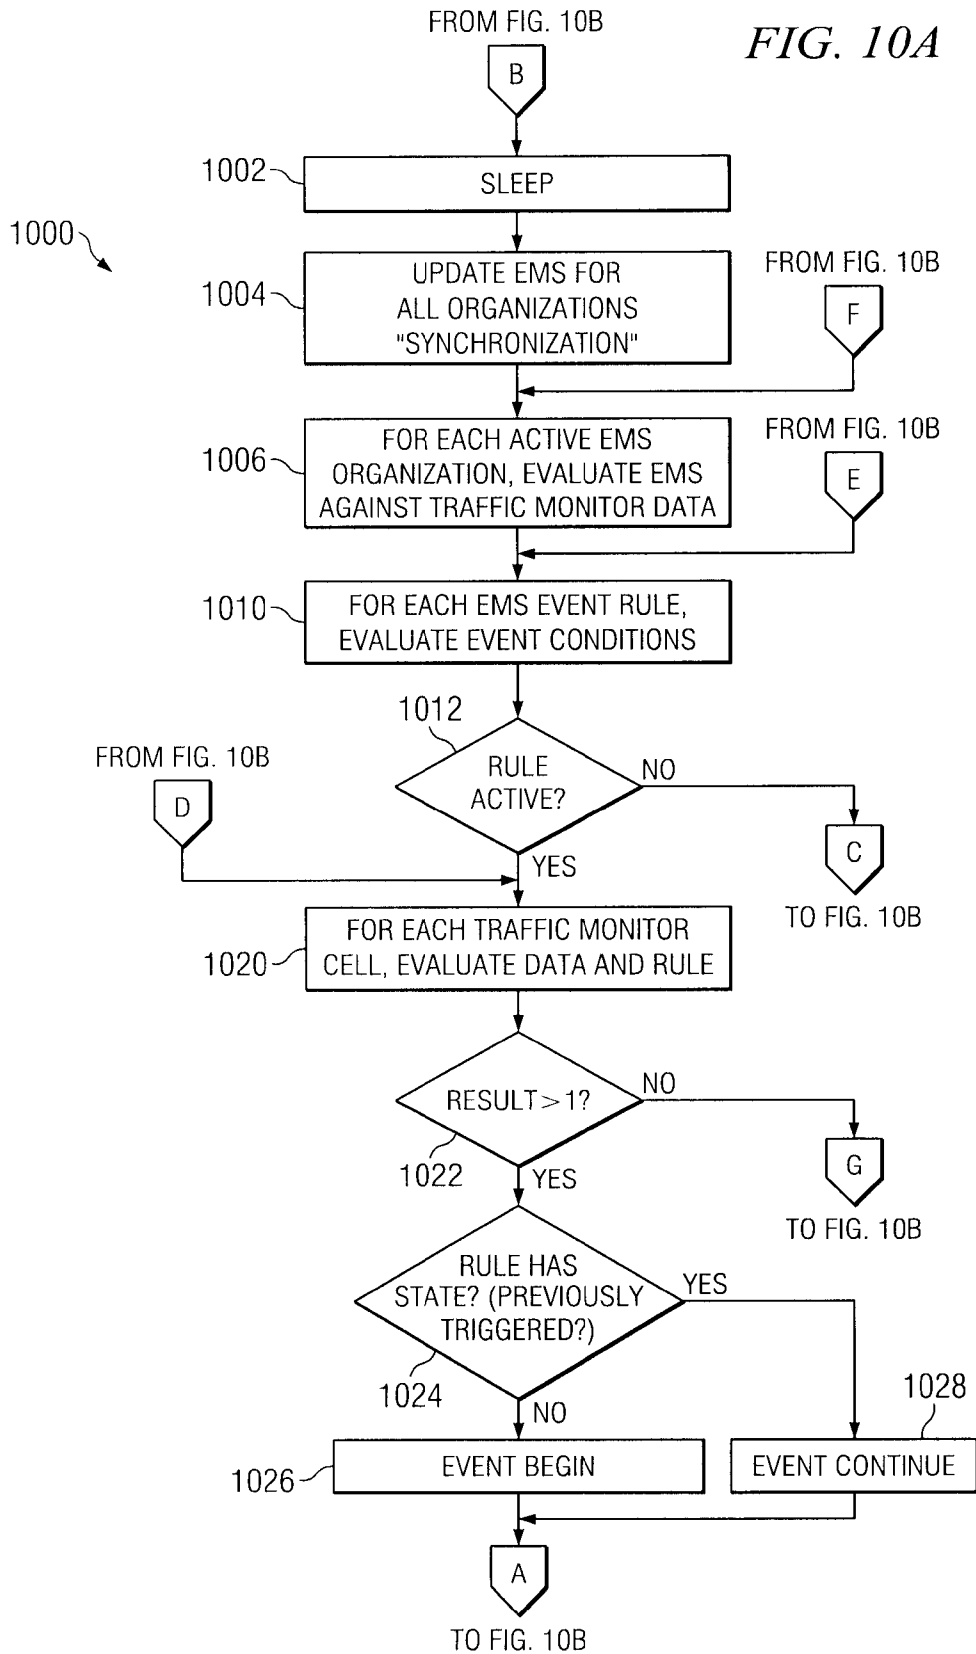 FROM FIG. 10B
FIG. 10A
B
1002
SLEEP
1000
1004
UPDATE EMS FOR
ALL ORGANIZATIONS
"SYNCHRONIZATION"
FROM FIG. 10B
F
1006
FOR EACH ACTIVE EMS
ORGANIZATION, EVALUATE EMS
AGAINST TRAFFIC MONITOR DATA
FROM FIG. 10B
E
1010
FOR EACH EMS EVENT RULE,
EVALUATE EVENT CONDITIONS
1012
RULE
ACTIVE?
NO
FROM FIG. 10B
D
C
YES
TO FIG. 10B
1020
FOR EACH TRAFFIC MONITOR
CELL, EVALUATE DATA AND RULE
RESULT>1?
NO
1022
YES
G
TO FIG. 10B
RULE HAS
STATE? (PREVIOUSLY
TRIGGERED?)
YES
1024
NO
1028
1026
EVENT BEGIN
EVENT CONTINUE
A
TO FIG. 10B